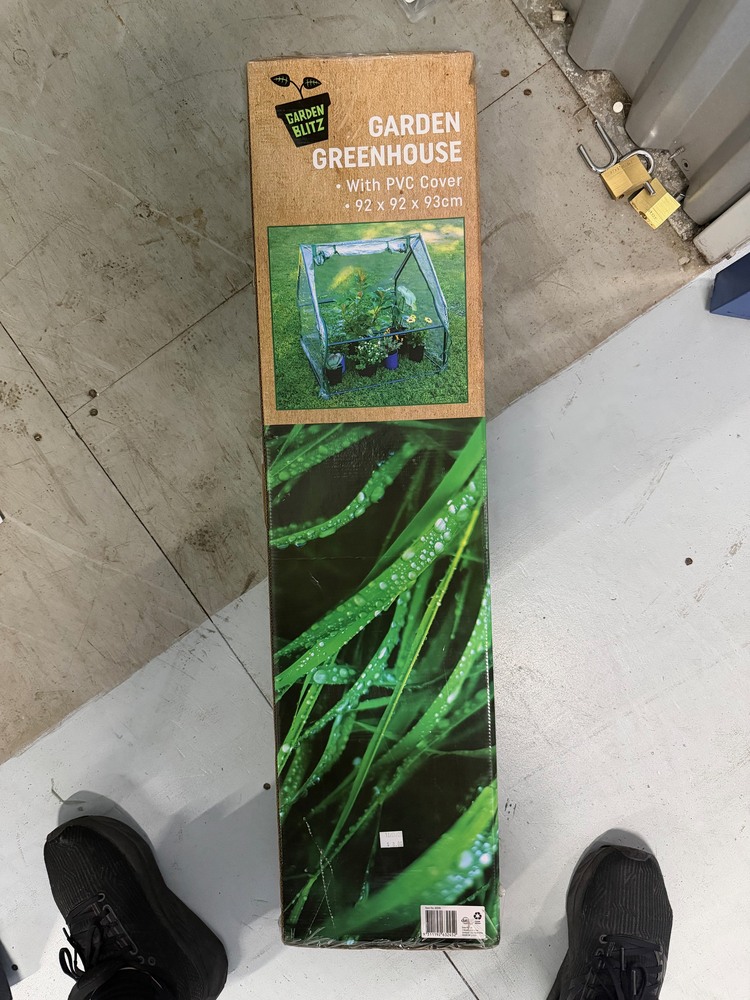 GARDEN
BLITZ
GARDEN
GREENHOUSE
• With PVC Cover
• 92 x 92 x 93cm